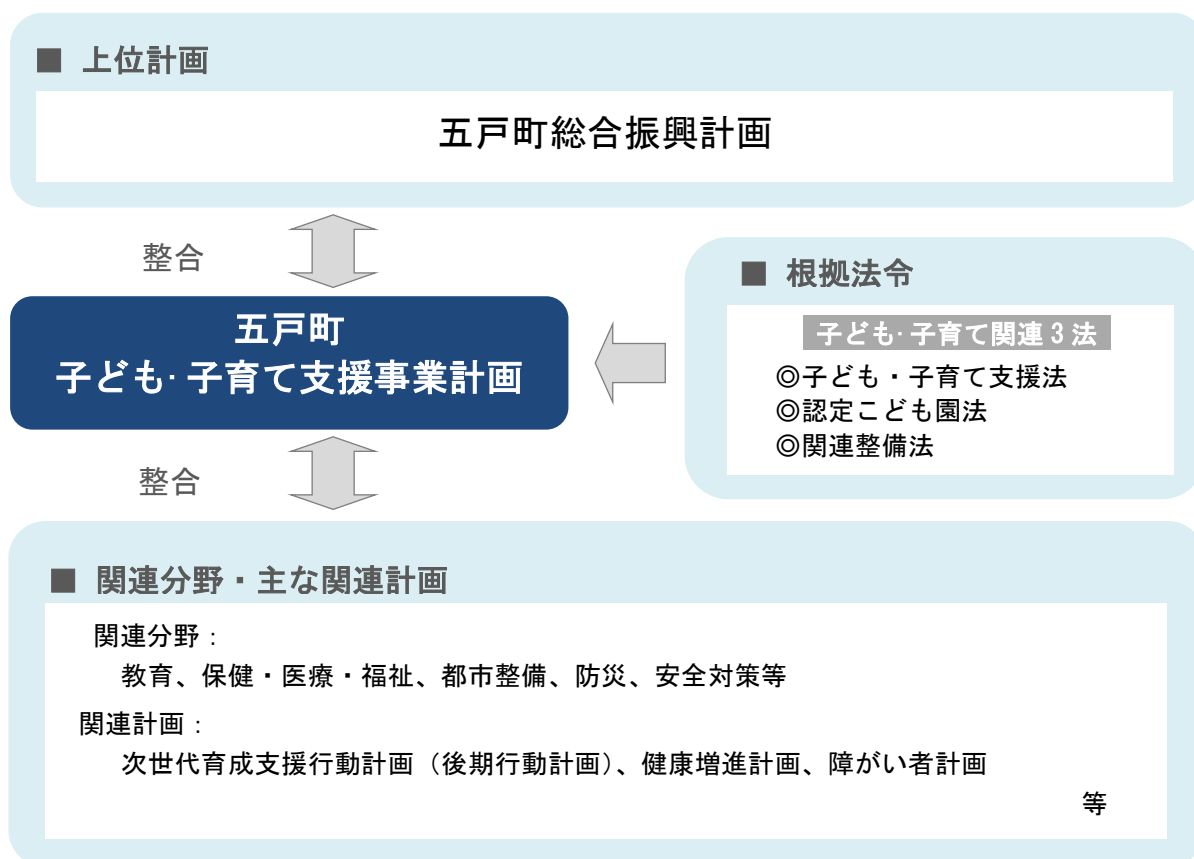 ■ 上位計画
五戸町総合振興計画
整合
■ 根拠法令
子ども・子育て関連3法
◎子ども・子育て支援法
◎認定こども園法
◎関連整備法
五戸町
子ども・子育て支援事業計画
整合
■ 関連分野・主な関連計画
関連分野：
教育、保健・医療・福祉、都市整備、防災、安全対策等
関連計画：
次世代育成支援行動計画（後期行動計画）、健康増進計画、障がい者計画
等